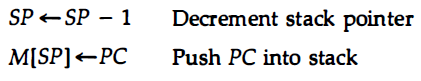 SP ← SP − 1 Decrement stack pointer
M[SP] ← PC Push PC into stack